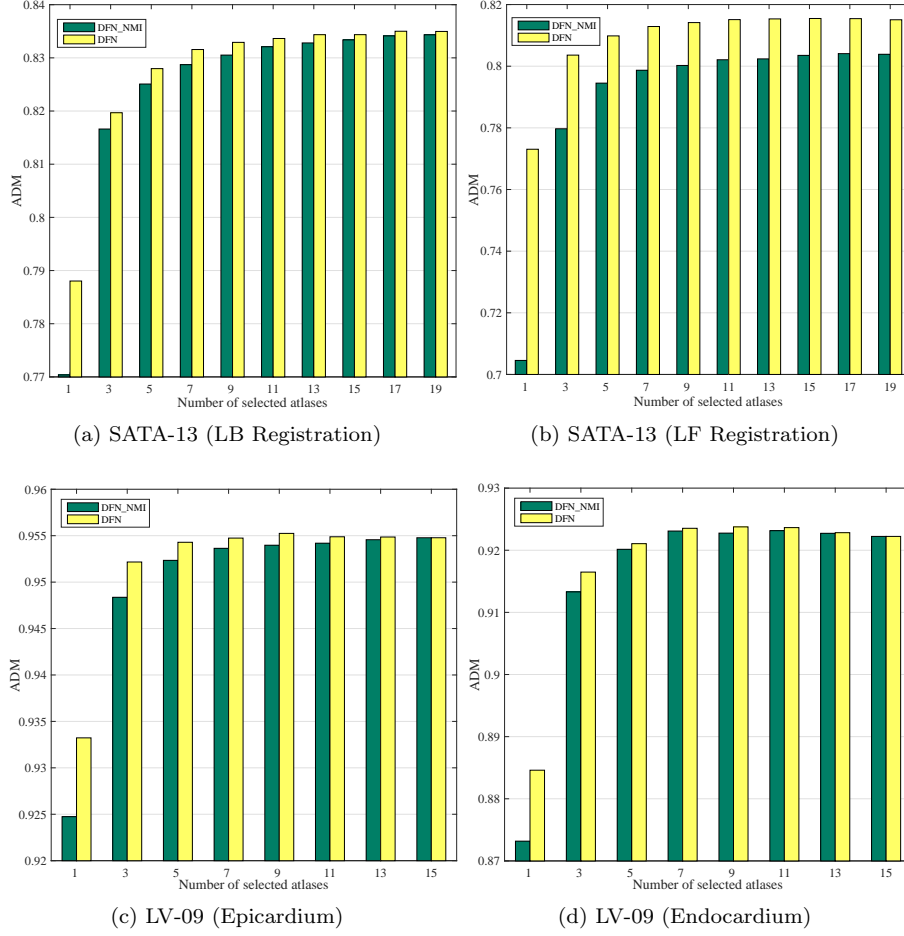 0.84
0.83
0.82
0.81
0.8
0.79
0.78
0.77
ADM
DFN_NMI
DFN
1 3 5 7 9 11 13 15 17 19
Number of selected atlases
(a) SATA-13 (LB Registration)
0.82
0.8
0.78
0.76
0.74
0.72
0.7
ADM
DFN_NMI
DFN
1 3 5 7 9 11 13 15 17 19
Number of selected atlases
(b) SATA-13 (LF Registration)
0.96
0.955
0.95
0.945
0.94
0.935
0.93
0.925
0.92
ADM
DFN_NMI
DFN
1 3 5 7 9 11 13 15
Number of selected atlases
(c) LV-09 (Epicardium)
0.93
0.92
0.91
0.9
0.89
0.88
0.87
ADM
DFN_NMI
DFN
1 3 5 7 9 11 13 15
Number of selected atlases
(d) LV-09 (Endocardium)